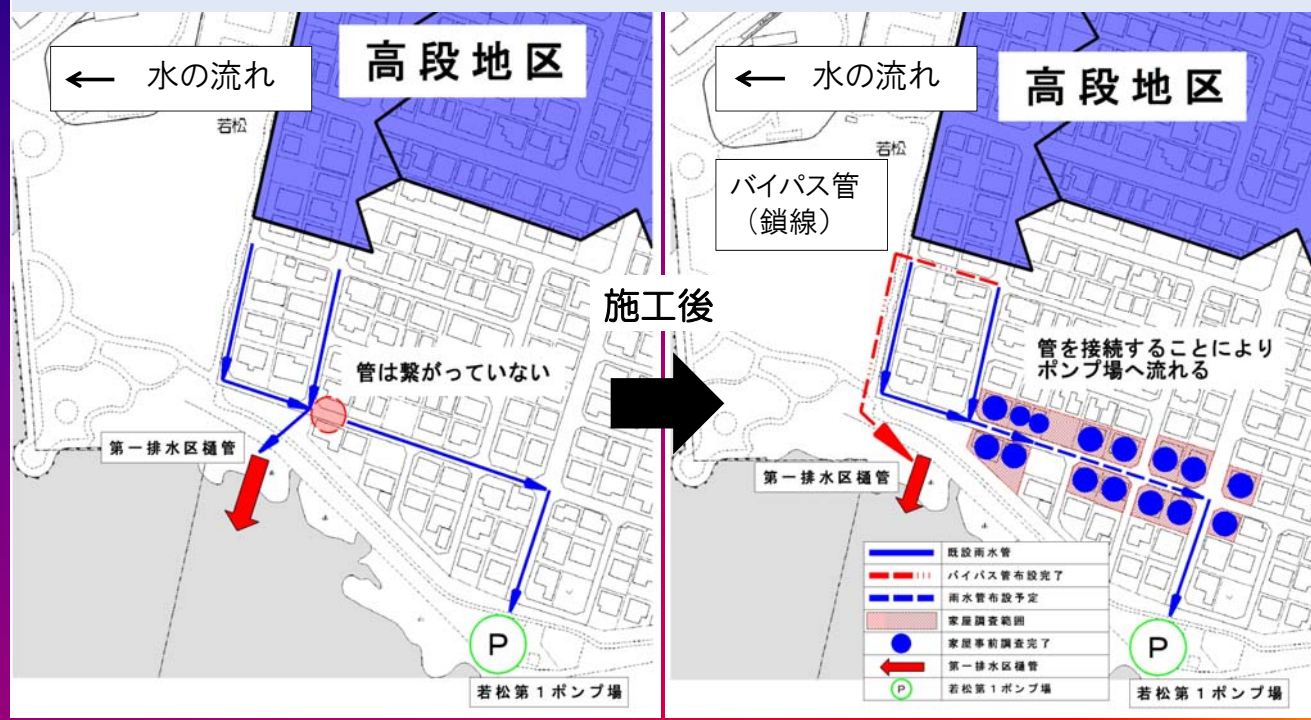 ← 水の流れ
高段地区
若松
管は繋がっていない
第一排水区樋管
P
若松第1ポンプ場
施工後
← 水の流れ
高段地区
若松
バイパス管
（鎖線）
管を接続することにより
ポンプ場へ流れる
第一排水区樋管
既設雨水管
バイパス管布設完了
雨水管布設予定
家屋調査範囲
家屋事前調査完了
第一排水区樋管
P 若松第1ポンプ場
P
若松第1ポンプ場